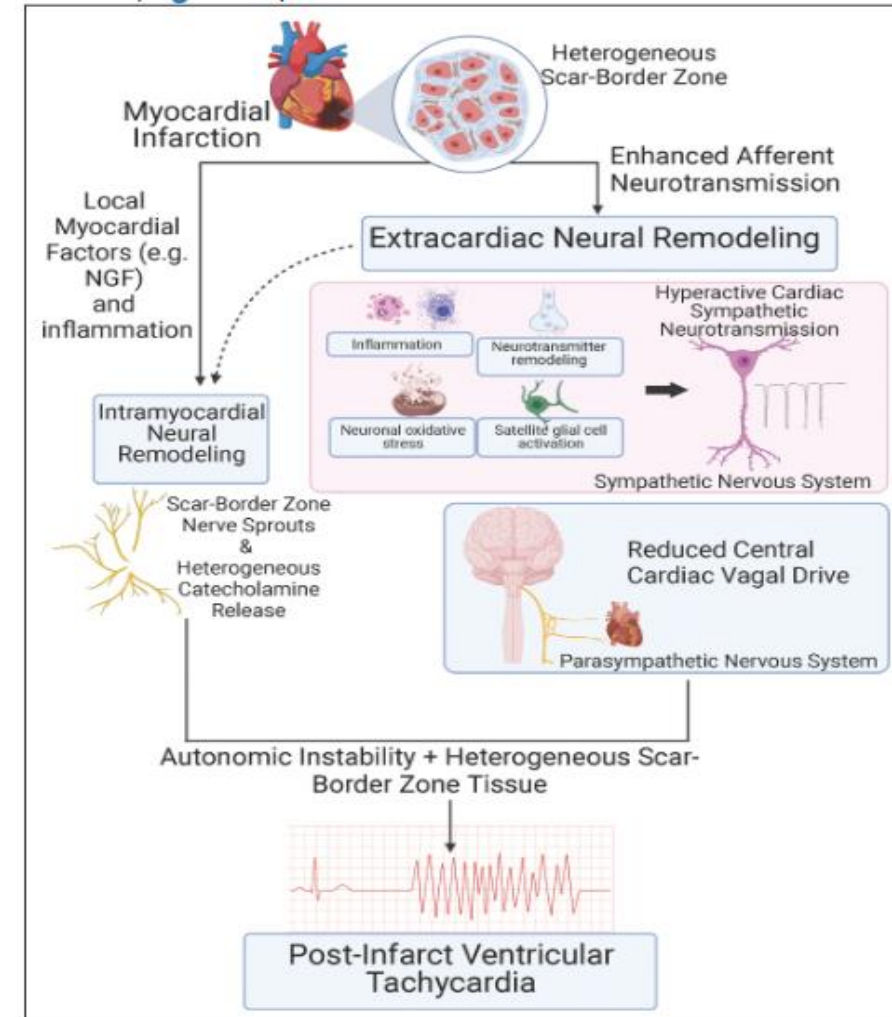 Heterogeneous
Scar-Border Zone
Myocardial
Infarction
Enhanced Afferent
Neurotransmission
Local
Myocardial
Factors (e.g.
NGF)
and
inflammation
Extracardiac Neural Remodeling
Hyperactive Cardiac
Sympathetic
Neurotransmission
Inflammation
Neurotransmitter
remodeling
Neuronal oxidative
stress
Satellite glial cell
activation
Sympathetic Nervous System
Intramyocardial
Neural
Remodeling
Scar-Border Zone
Nerve Sprouts
&
Heterogeneous
Catecholamine
Release
Reduced Central
Cardiac Vagal Drive
Parasympathetic Nervous System
Autonomic Instability + Heterogeneous Scar-
Border Zone Tissue
Post-Infarct Ventricular
Tachycardia